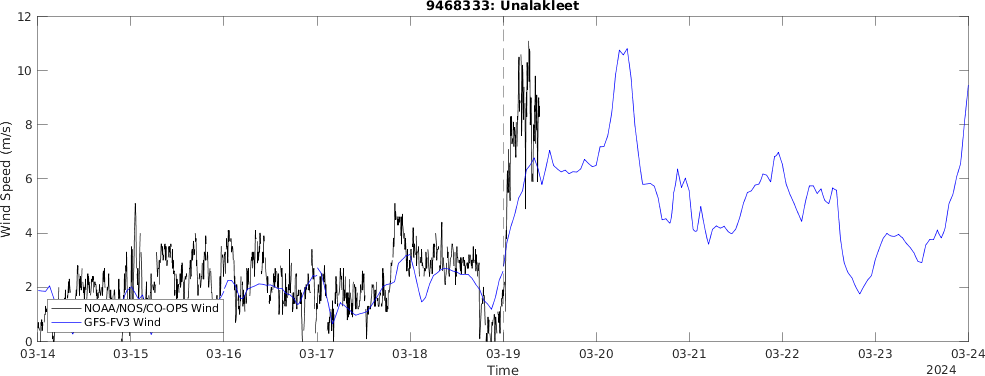 9468333: Unalakleet
Wind Speed (m/s)
12
10
8
6
4
2
0
NOAA/NOS/CO-OPS Wind
GFS-FV3 Wind
03-14 03-15 03-16 03-17 03-18 03-19 03-20 03-21 03-22 03-23 03-24
Time
2024